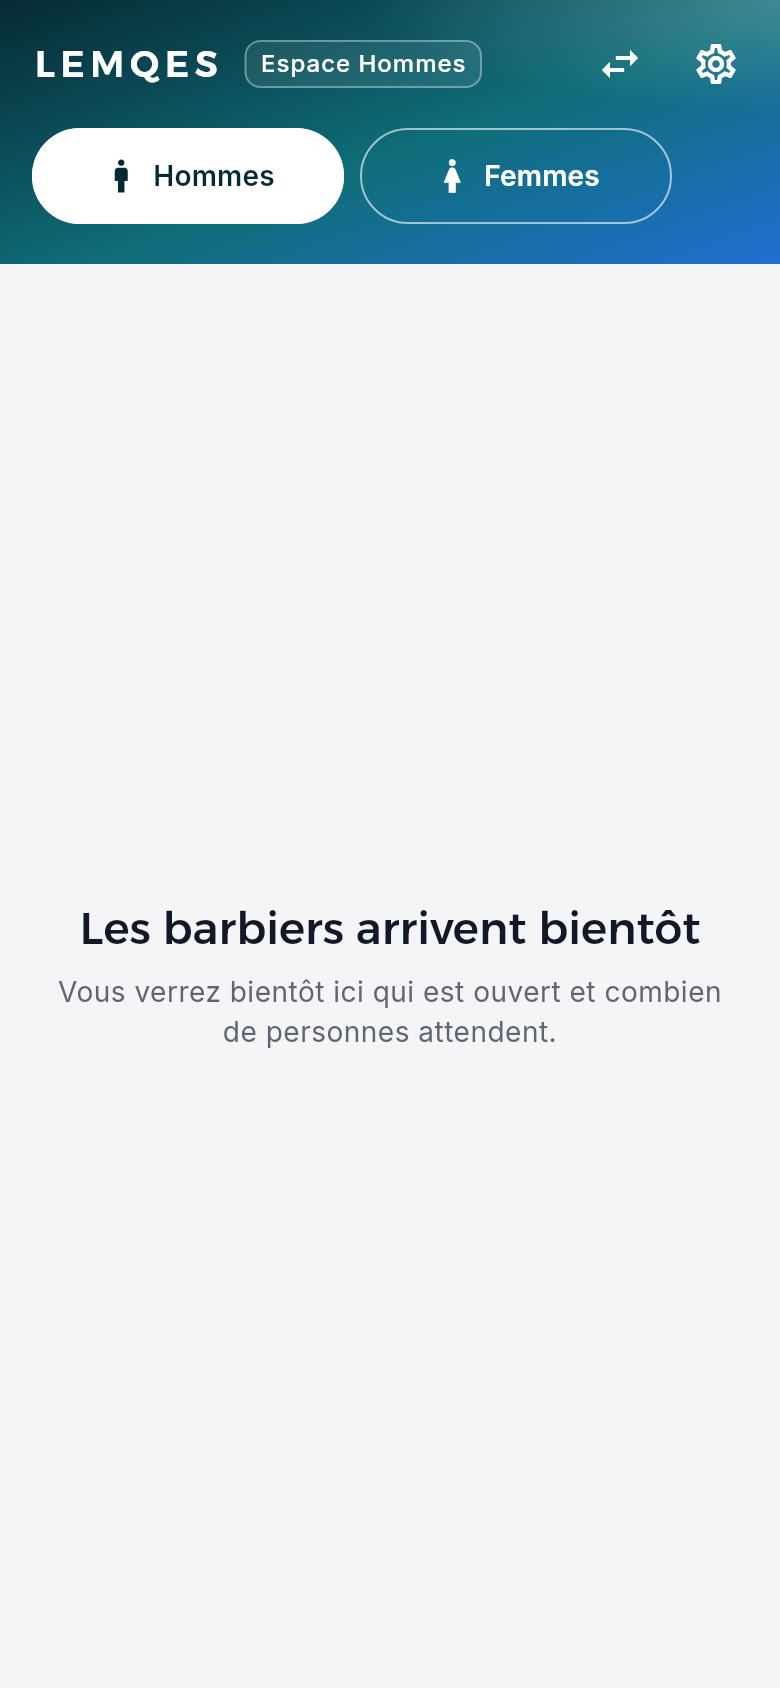 LEMQES
Espace Hommes
Hommes
Femmes
Les barbiers arrivent bientôt
Vous verrez bientôt ici qui est ouvert et combien
de personnes attendent.